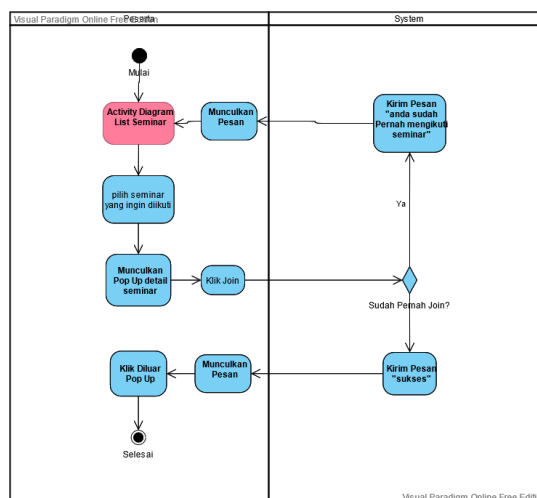 Visual Paradigm Online Free Edition
Peserta
System
Mulai
Activity Diagram
List Seminar
Munculkan
Pesan
Kirim Pesan
"anda sudah
Pernah mengikuti
seminar"
pilih seminar
yang ingin diikuti
Ya
Munculkan
Pop Up detail
seminar
Klik Join
Sudah Pernah Join?
Klik Diluar
Pop Up
Munculkan
Pesan
Kirim Pesan
"sukses"
Selesai
Visual Paradigm Online Free Editi